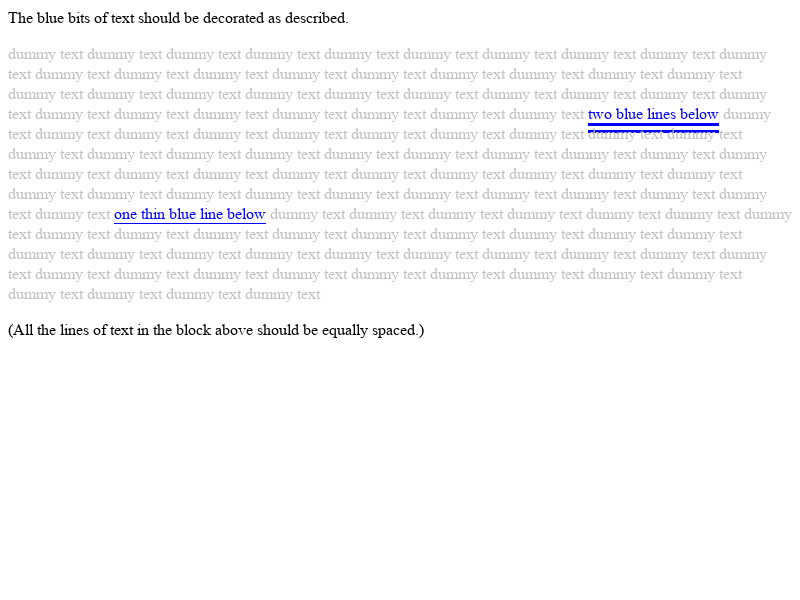 The blue bits of text should be decorated as described.
dummy text dummy text dummy text dummy text dummy text dummy text dummy text dummy text dummy text dummy
text dummy text dummy text dummy text dummy text dummy text dummy text dummy text dummy text dummy text
dummy text dummy text dummy text dummy text dummy text dummy text dummy text dummy text dummy text dummy
text dummy text dummy text dummy text dummy text dummy text dummy text dummy text two blue lines below dummy
text dummy text dummy text dummy text dummy text dummy text dummy text dummy text dummy text dummy text
dummy text dummy text dummy text dummy text dummy text dummy text dummy text dummy text dummy text dummy
text dummy text dummy text dummy text dummy text dummy text dummy text dummy text dummy text dummy text
dummy text dummy text dummy text dummy text dummy text dummy text dummy text dummy text dummy text dummy
text dummy text one thin blue line below dummy text dummy text dummy text dummy text dummy text dummy text dummy
text dummy text dummy text dummy text dummy text dummy text dummy text dummy text dummy text dummy text
dummy text dummy text dummy text dummy text dummy text dummy text dummy text dummy text dummy text dummy
text dummy text dummy text dummy text dummy text dummy text dummy text dummy text dummy text dummy text
dummy text dummy text dummy text dummy text
(All the lines of text in the block above should be equally spaced.)